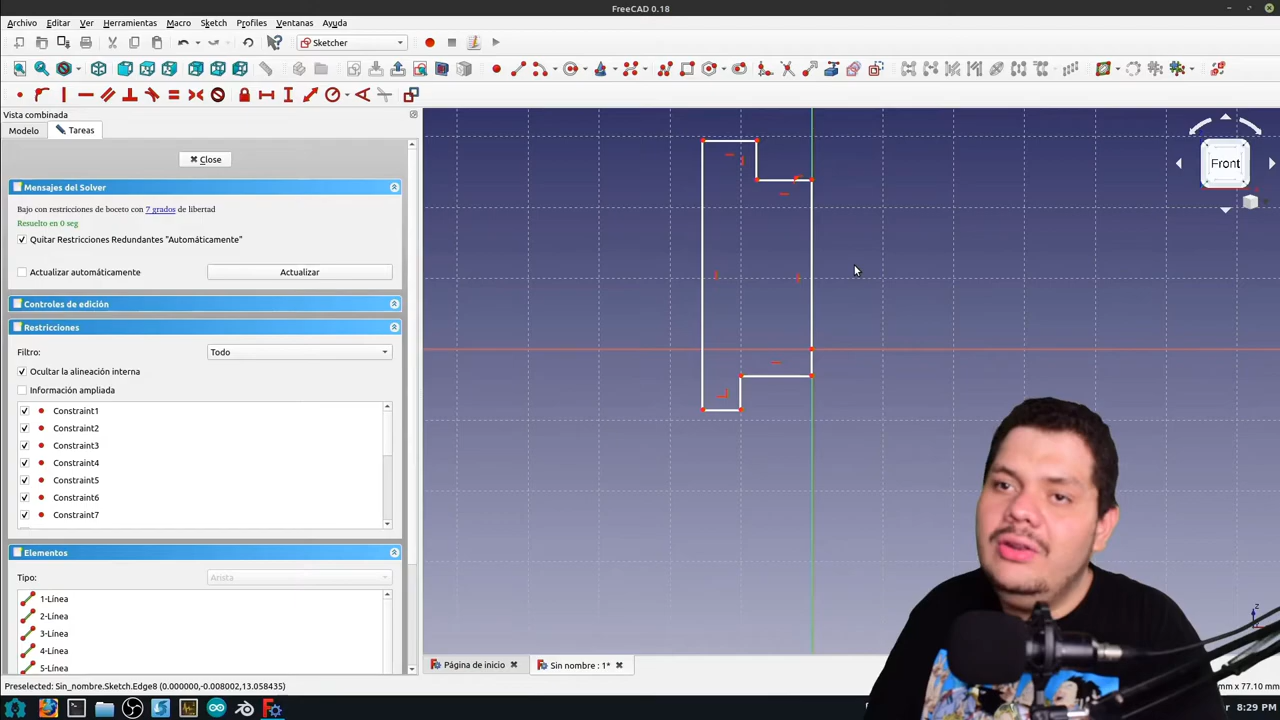 FreeCAD 0.18
Archivo Editar Ver Herramientas Macro Sketch Profiles Ventanas Ayuda
Sketcher
Vista combinada
Modelo Tareas
Close
Mensajes del Solver
Bajo con restricciones de boceto con 7 grados de libertad
Resuelto en 0 seg
Quitar Restricciones Redundantes "Automáticamente"
Actualizar automáticamente Actualizar
Controles de edición
Restricciones
Filtro: Todo
Ocultar la alineación interna
Información ampliada
Constraint1
Constraint2
Constraint3
Constraint4
Constraint5
Constraint6
Constraint7
Elementos
Tipo: Arista
1-Línea
2-Línea
3-Línea
4-Línea
5-Línea
Front
Z
Página de inicio Sin nombre : 1*
Preselected: Sin_nombre.Sketch.Edge8 (0.000000,-0.008002,13.058435)
mm x 77.10 mm
8:29 PM